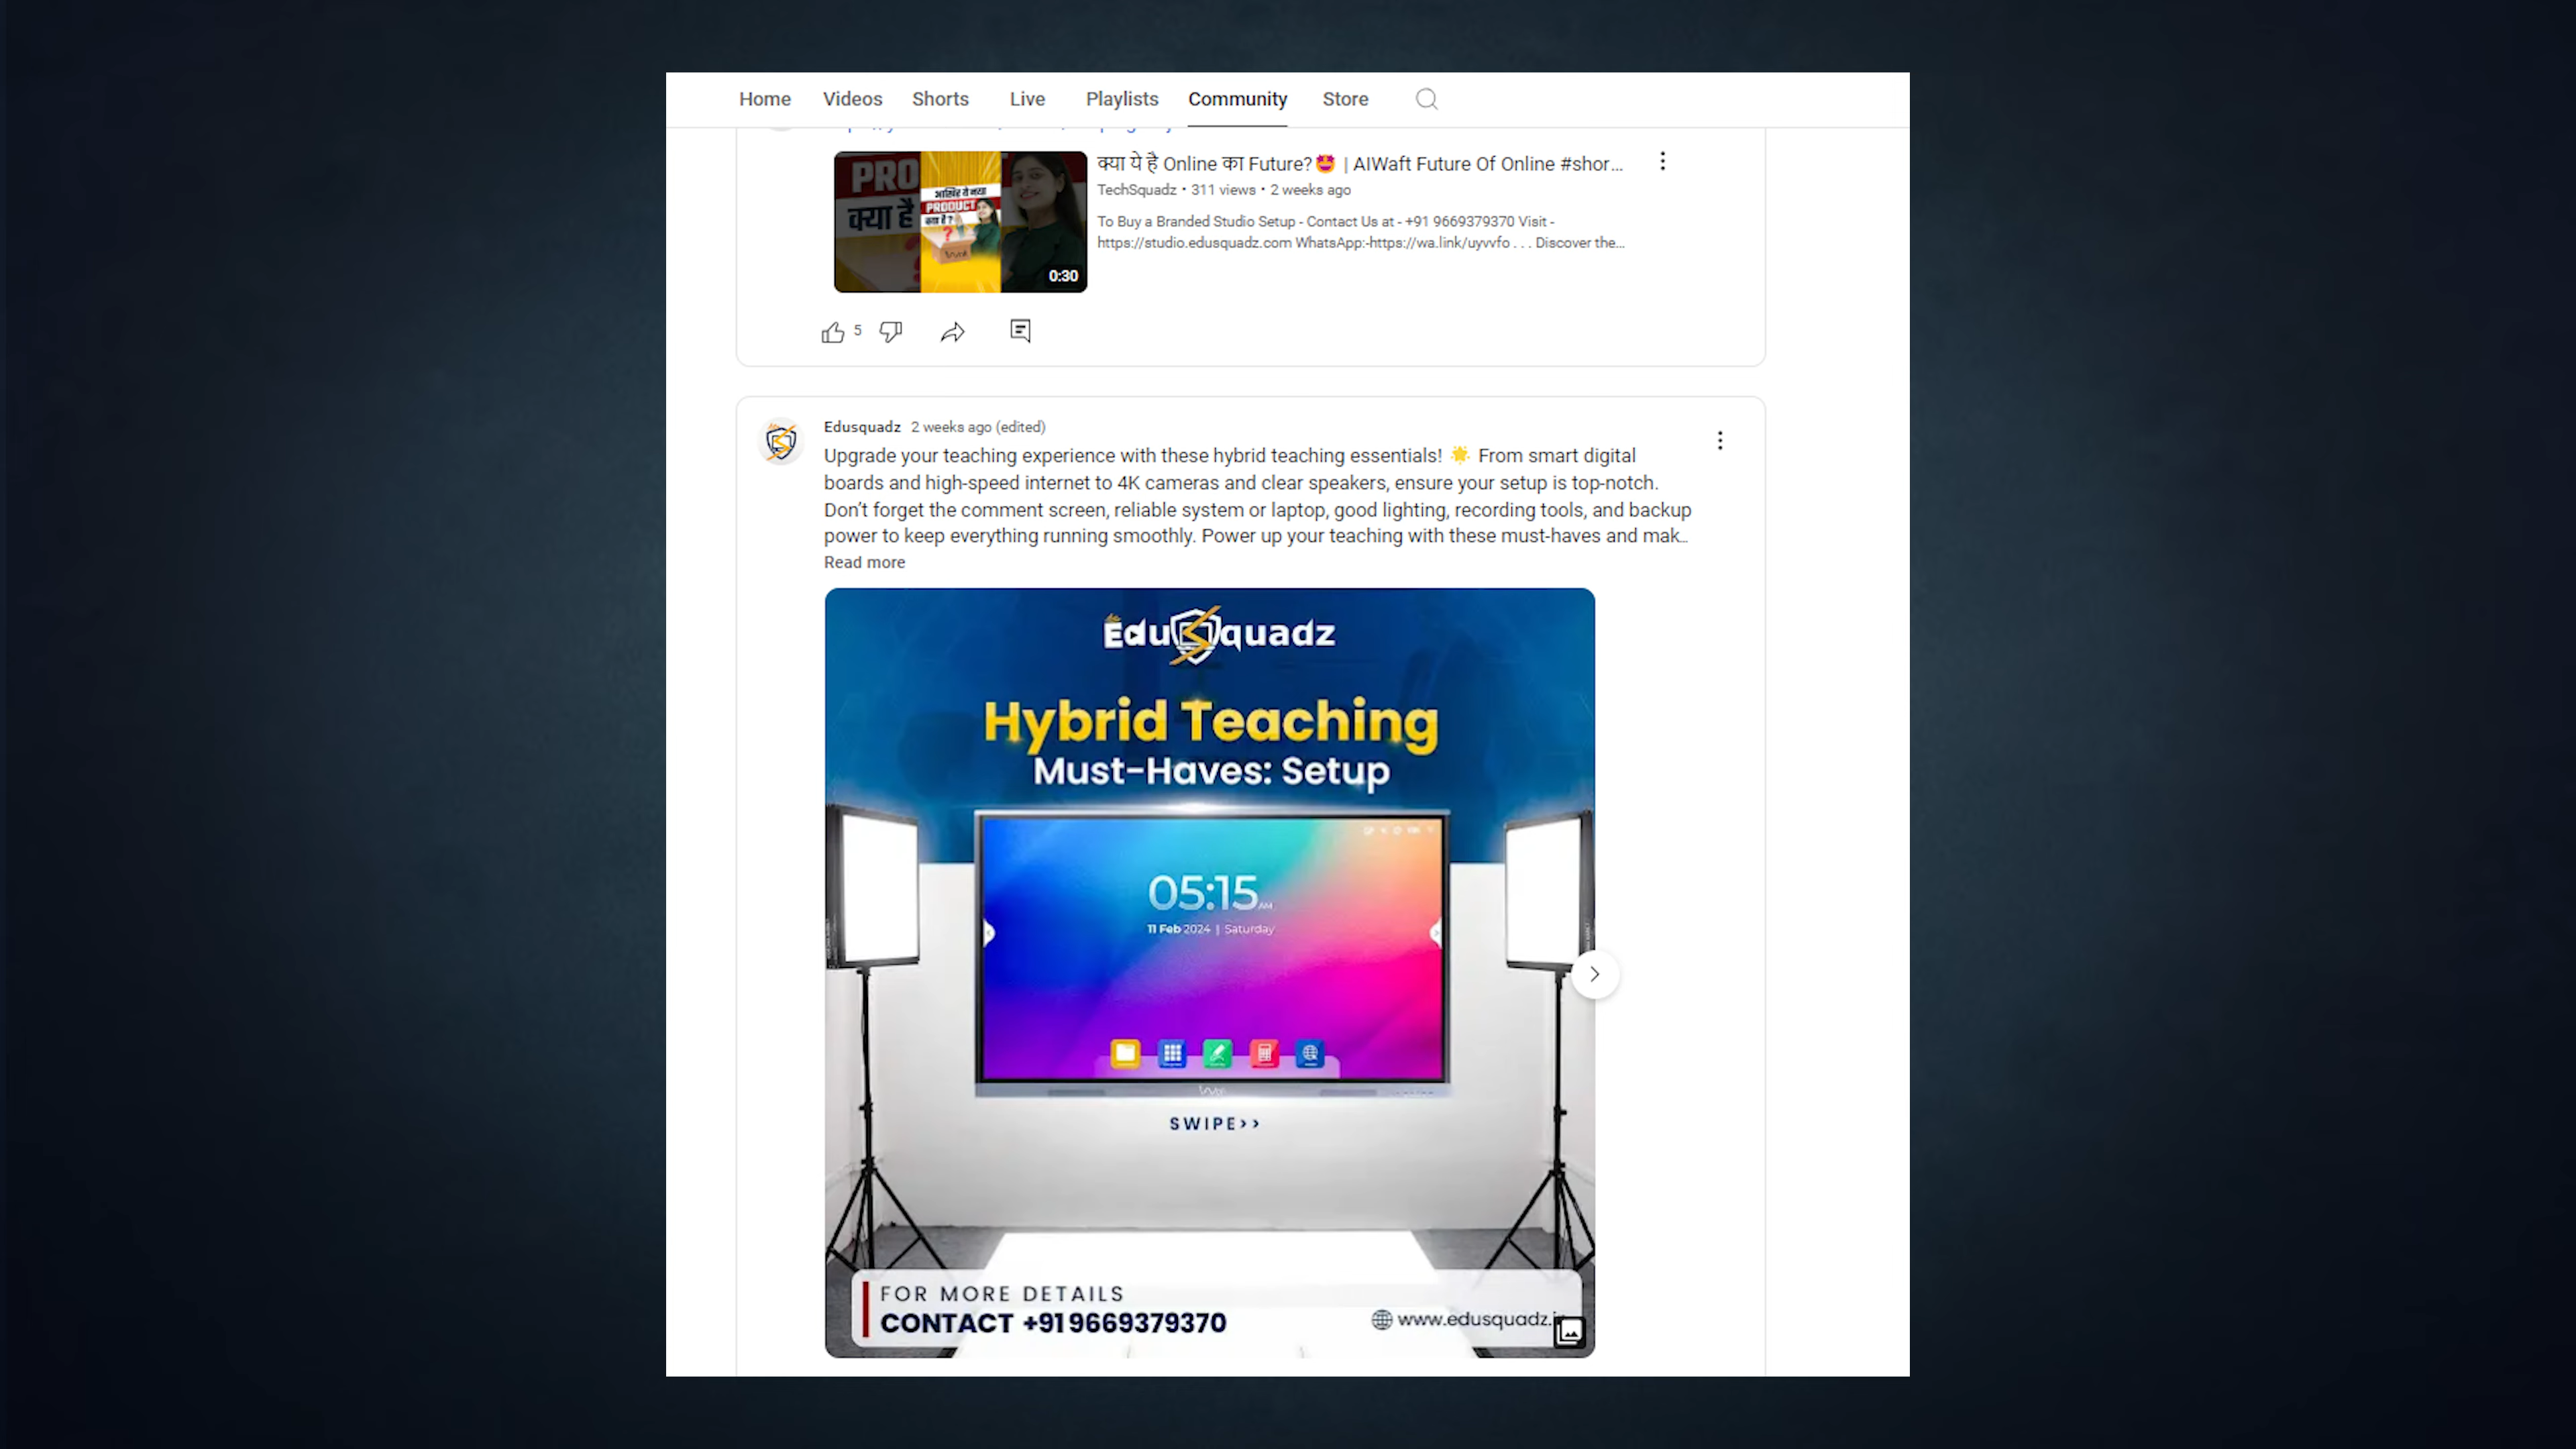 Home Videos Shorts Live Playlists Community Store
क्या ये है Online का Future?🤩 | AIWaft Future Of Online #shor...
TechSquadz • 311 views • 2 weeks ago
To Buy a Branded Studio Setup - Contact Us at - +91 9669379370 Visit -
https://studio.edusquadz.com WhatsApp:-https://wa.link/uyvvfo . . . Discover the...
PRO
क्या है
आखिर ये नया
PRODUCT
क्या है ?
0:30
5
Edusquadz 2 weeks ago (edited)
Upgrade your teaching experience with these hybrid teaching essentials! 🌟 From smart digital
boards and high-speed internet to 4K cameras and clear speakers, ensure your setup is top-notch.
Don’t forget the comment screen, reliable system or laptop, good lighting, recording tools, and backup
power to keep everything running smoothly. Power up your teaching with these must-haves and mak...
Read more
EduSquadz
Hybrid Teaching
Must-Haves: Setup
05:15 AM
11 Feb 2024 | Saturday
SWIPE>>
FOR MORE DETAILS
CONTACT +91 9669379370
www.edusquadz.i